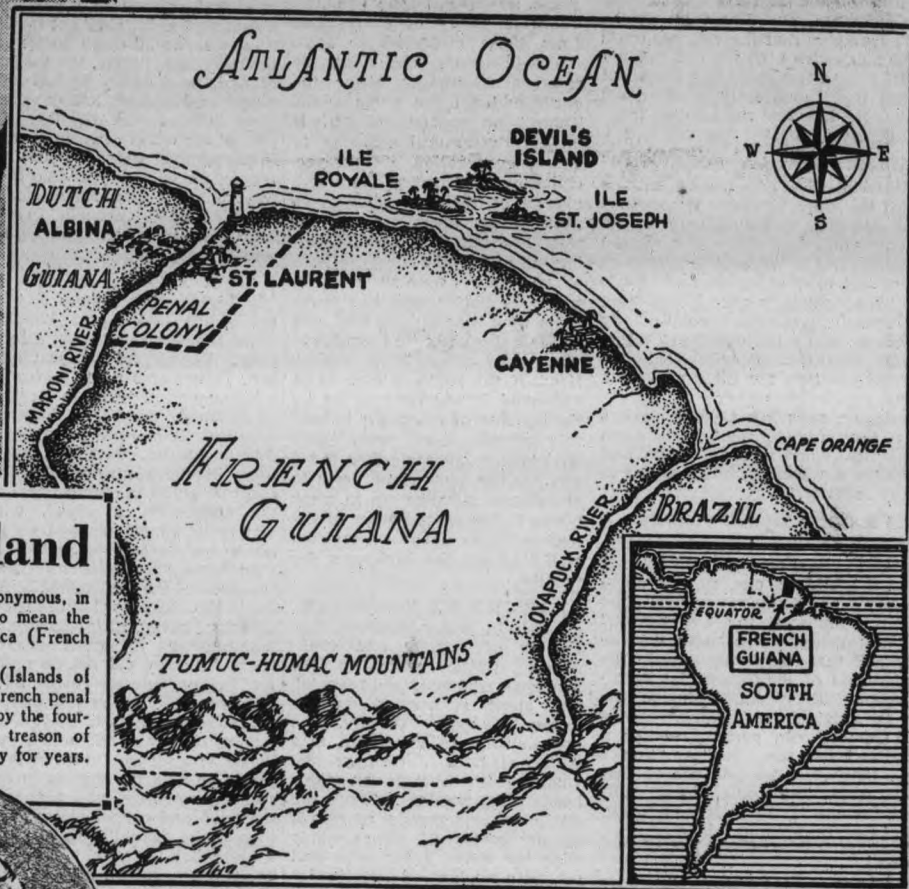 ATLANTIC OCEAN
N
W E
S
DEVIL'S
ISLAND
ILE
ROYALE
ILE
ST. JOSEPH
DUTCH
ALBINA
GUIANA
ST. LAURENT
PENAL
COLONY
MARONI RIVER
CAYENNE
CAPE ORANGE
FRENCH
GUIANA
BRAZIL
OYAPOCK RIVER
TUMUC-HUMAC MOUNTAINS
EQUATOR
FRENCH
GUIANA
SOUTH
AMERICA
land
onymous, in
o mean the
ca (French
(Islands of
rench penal
by the four-
treason of
y for years.